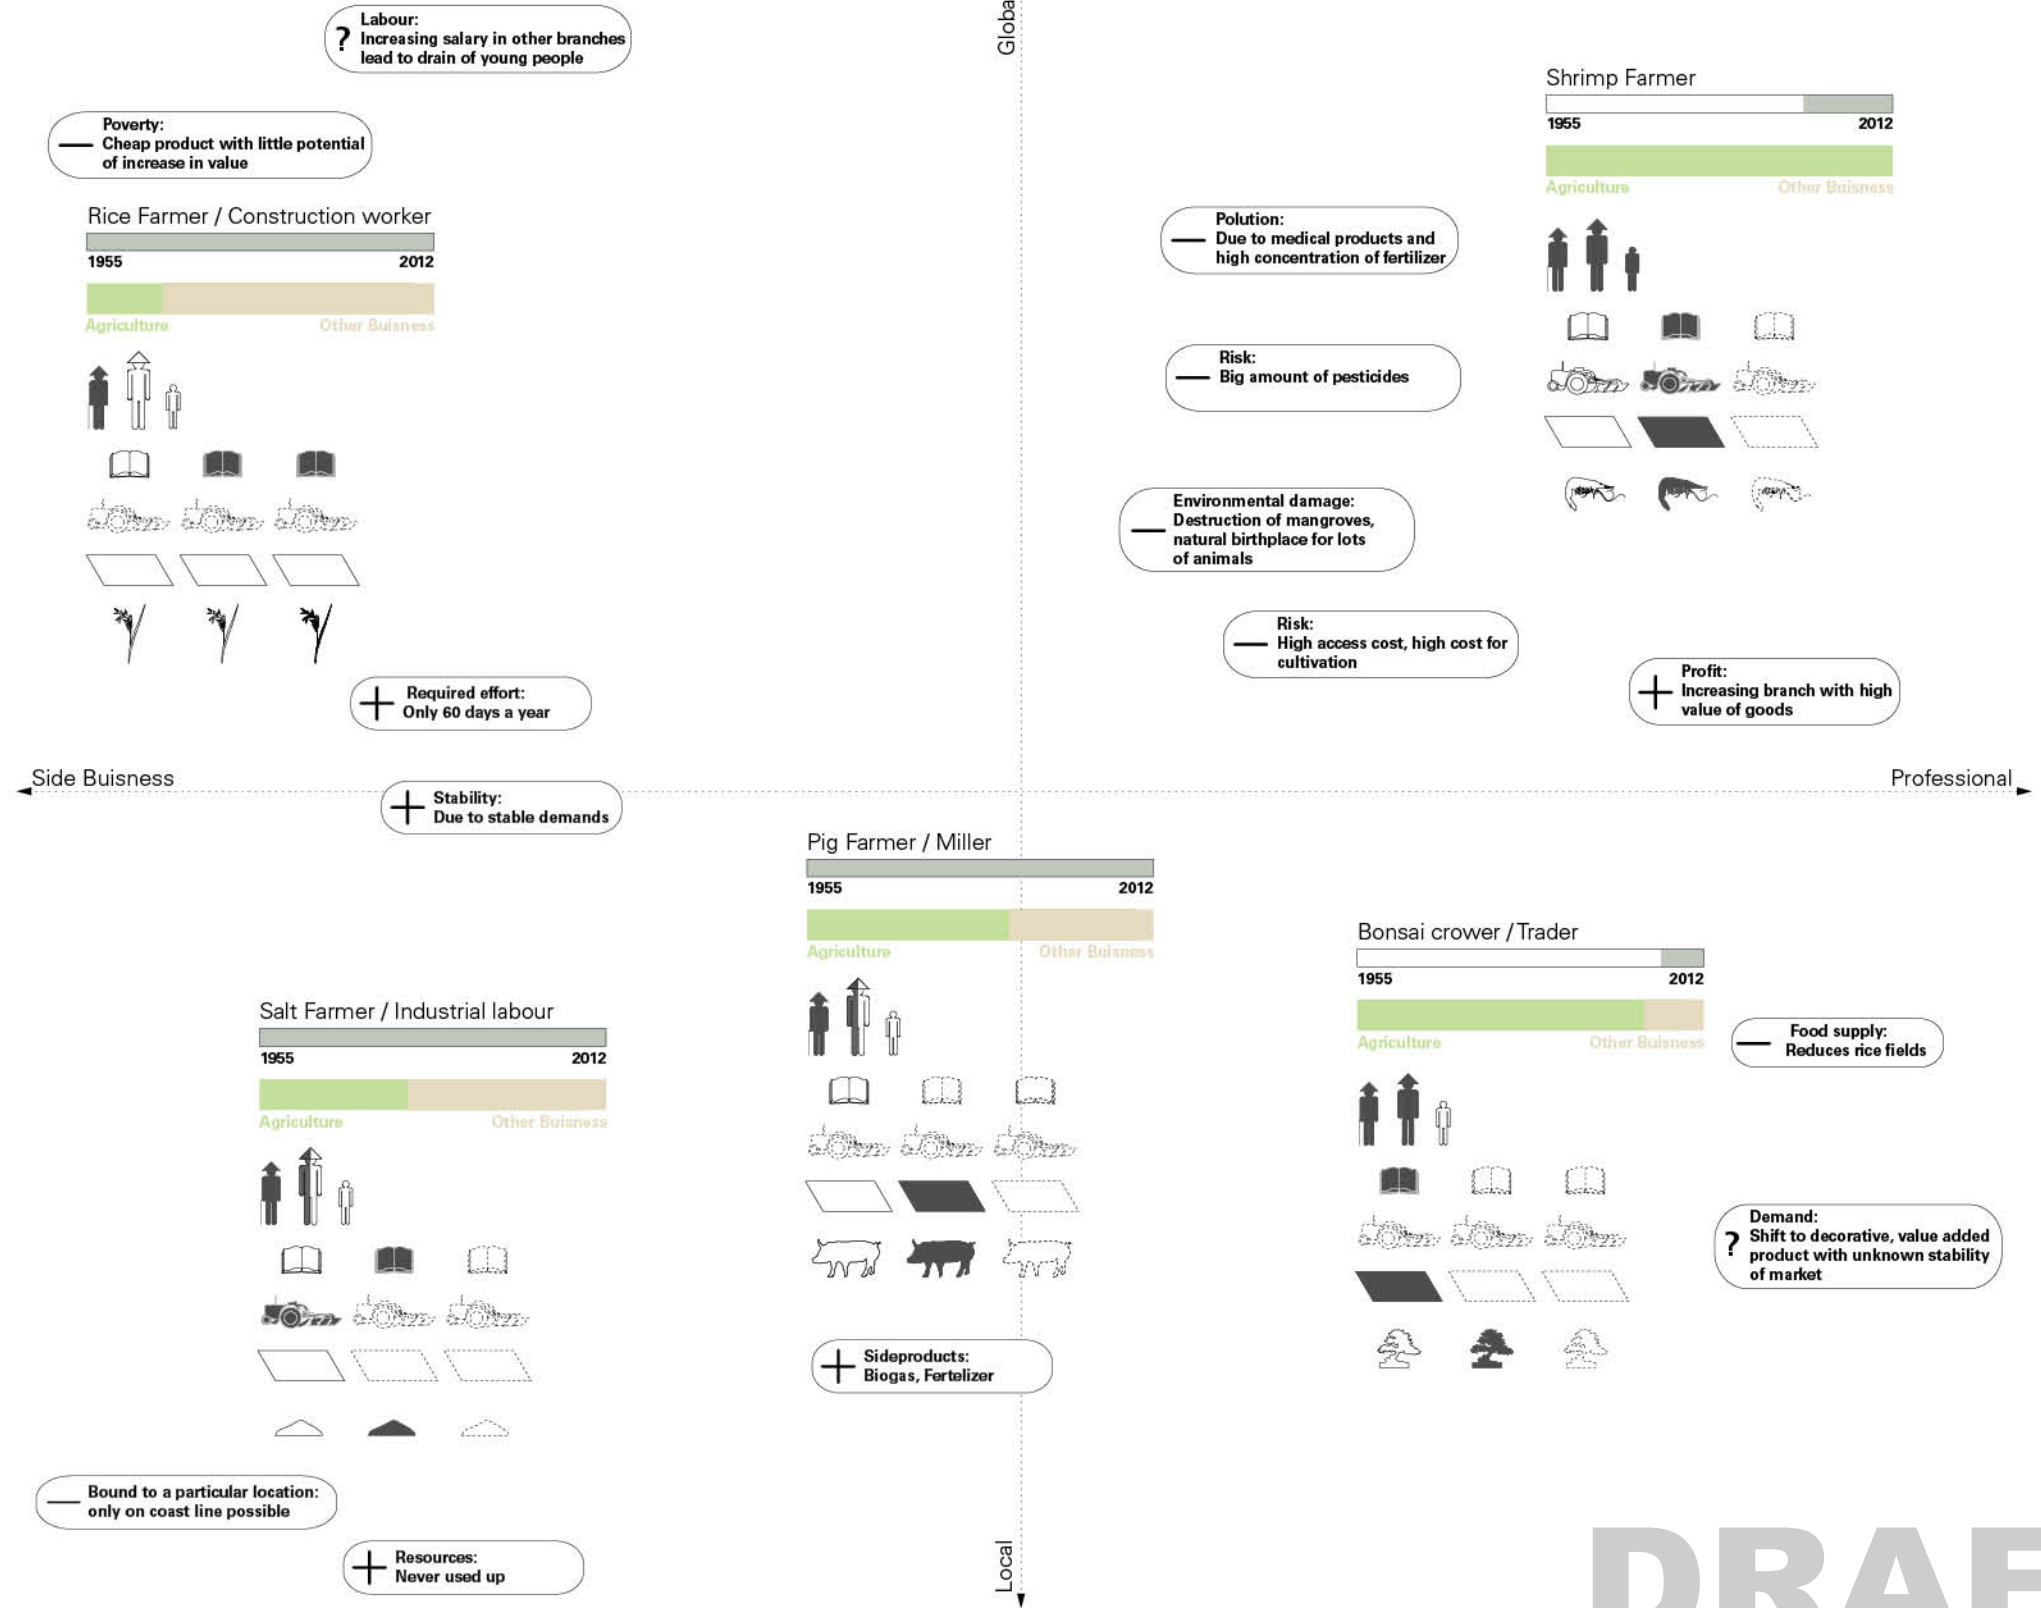 Labour:
? Increasing salary in other branches
lead to drain of young people
Poverty:
— Cheap product with little potential
of increase in value
Rice Farmer / Construction worker
1955 2012
Agriculture Other Buisness
+ Required effort:
Only 60 days a year
Global
Shrimp Farmer
1955 2012
Agriculture Other Buisness
Polution:
— Due to medical products and
high concentration of fertilizer
Risk:
— Big amount of pesticides
Environmental damage:
— Destruction of mangroves,
natural birthplace for lots
of animals
Risk:
— High access cost, high cost for
cultivation
Profit:
+ Increasing branch with high
value of goods
Side Buisness
Professional
+ Stability:
Due to stable demands
Pig Farmer / Miller
1955 2012
Agriculture Other Buisness
+ Sideproducts:
Biogas, Fertelizer
Bonsai crower / Trader
1955 2012
Agriculture Other Buisness
— Food supply:
Reduces rice fields
Demand:
? Shift to decorative, value added
product with unknown stability
of market
Salt Farmer / Industrial labour
1955 2012
Agriculture Other Buisness
— Bound to a particular location:
only on coast line possible
+ Resources:
Never used up
Local
DRAF